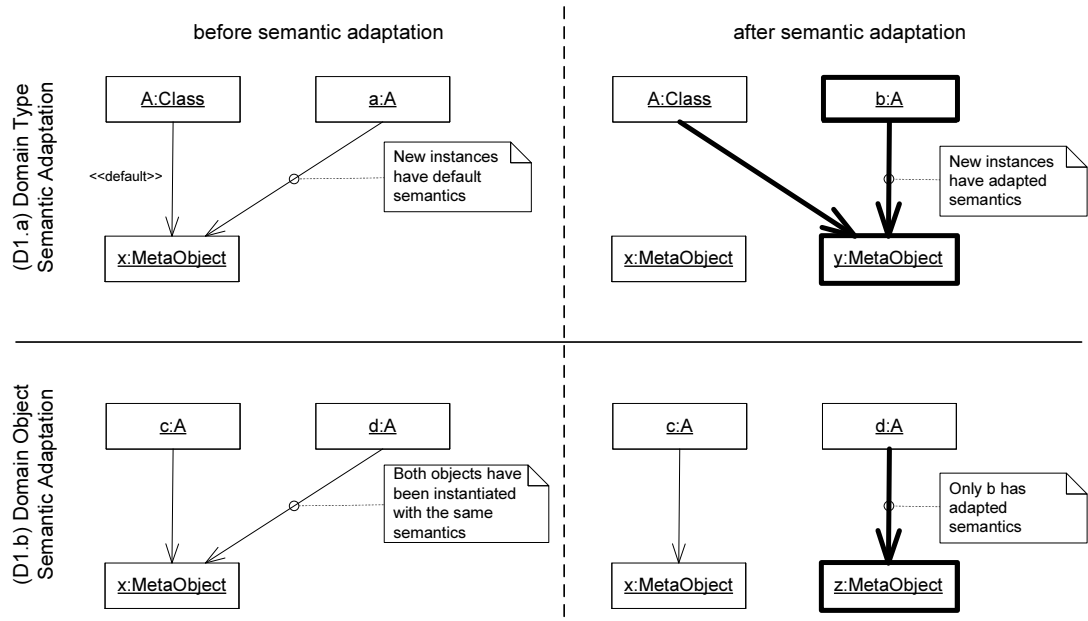 before semantic adaptation
after semantic adaptation
(D1.a) Domain Type
Semantic Adaptation
A:Class
a:A
<<default>>
New instances
have default
semantics
x:MetaObject
A:Class
b:A
New instances
have adapted
semantics
x:MetaObject
y:MetaObject
(D1.b) Domain Object
Semantic Adaptation
c:A
d:A
Both objects have
been instantiated
with the same
semantics
x:MetaObject
c:A
d:A
Only b has
adapted
semantics
x:MetaObject
z:MetaObject